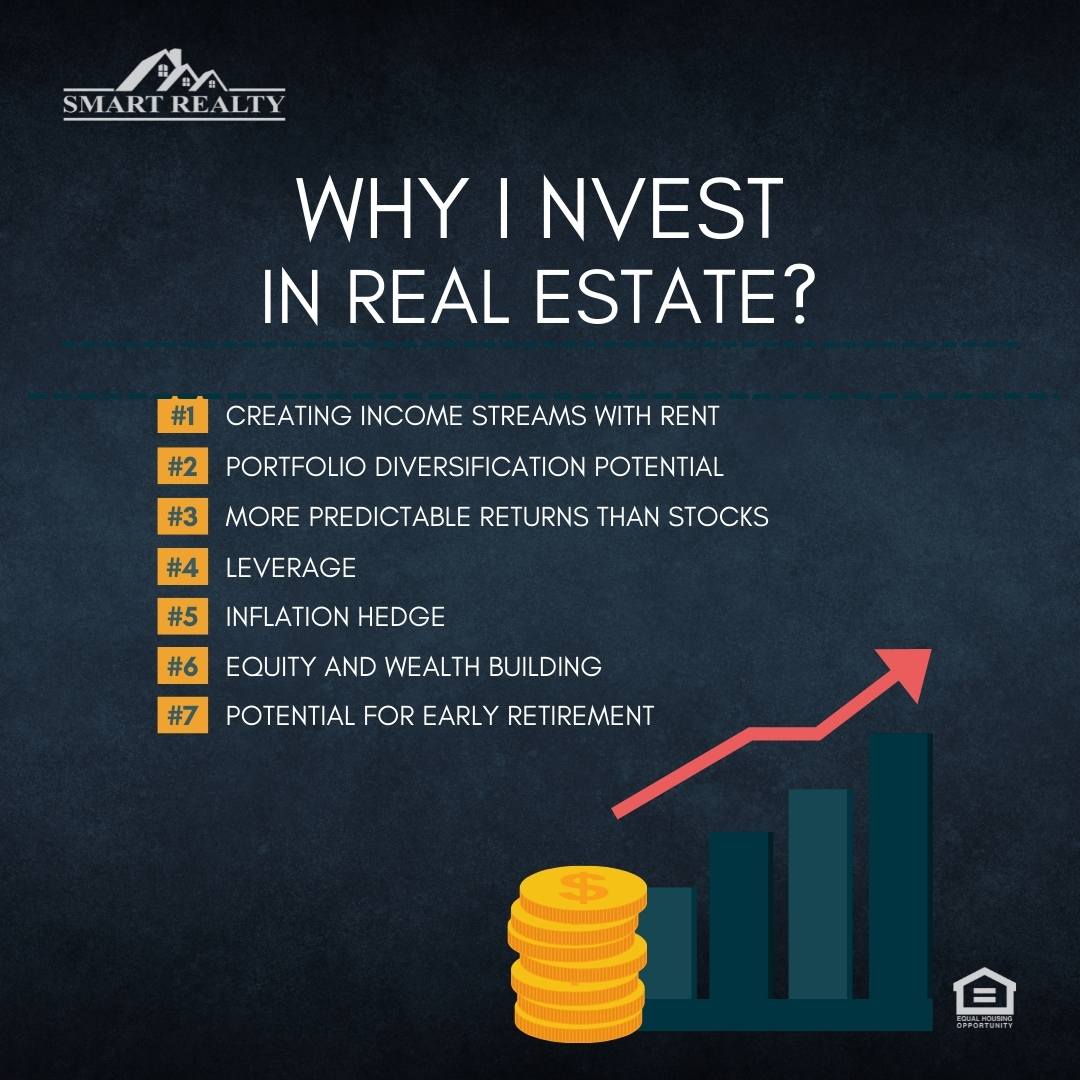 SMART REALTY
WHY I NVEST
IN REAL ESTATE?
#1 CREATING INCOME STREAMS WITH RENT
#2 PORTFOLIO DIVERSIFICATION POTENTIAL
#3 MORE PREDICTABLE RETURNS THAN STOCKS
#4 LEVERAGE
#5 INFLATION HEDGE
#6 EQUITY AND WEALTH BUILDING
#7 POTENTIAL FOR EARLY RETIREMENT
$
EQUAL HOUSING
OPPORTUNITY